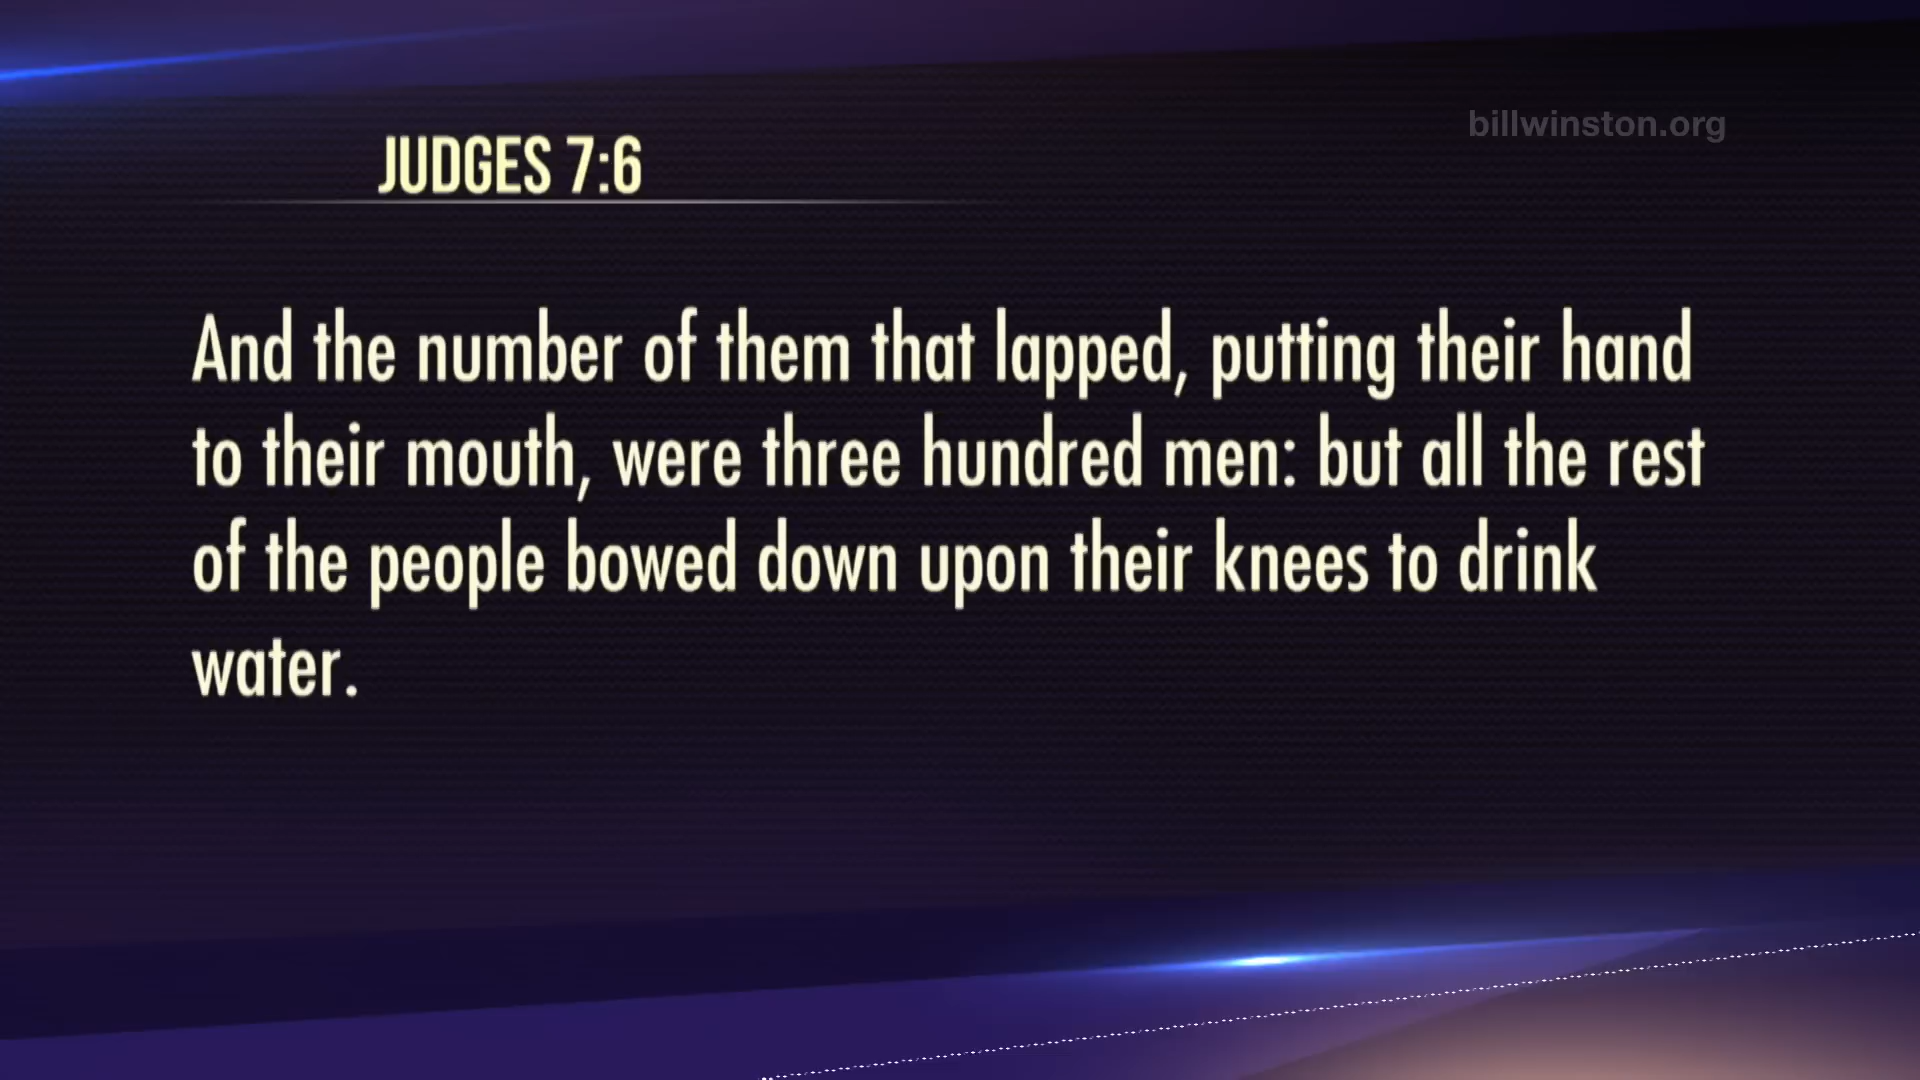 billwinston.org
JUDGES 7:6
And the number of them that lapped, putting their hand
to their mouth, were three hundred men: but all the rest
of the people bowed down upon their knees to drink
water.